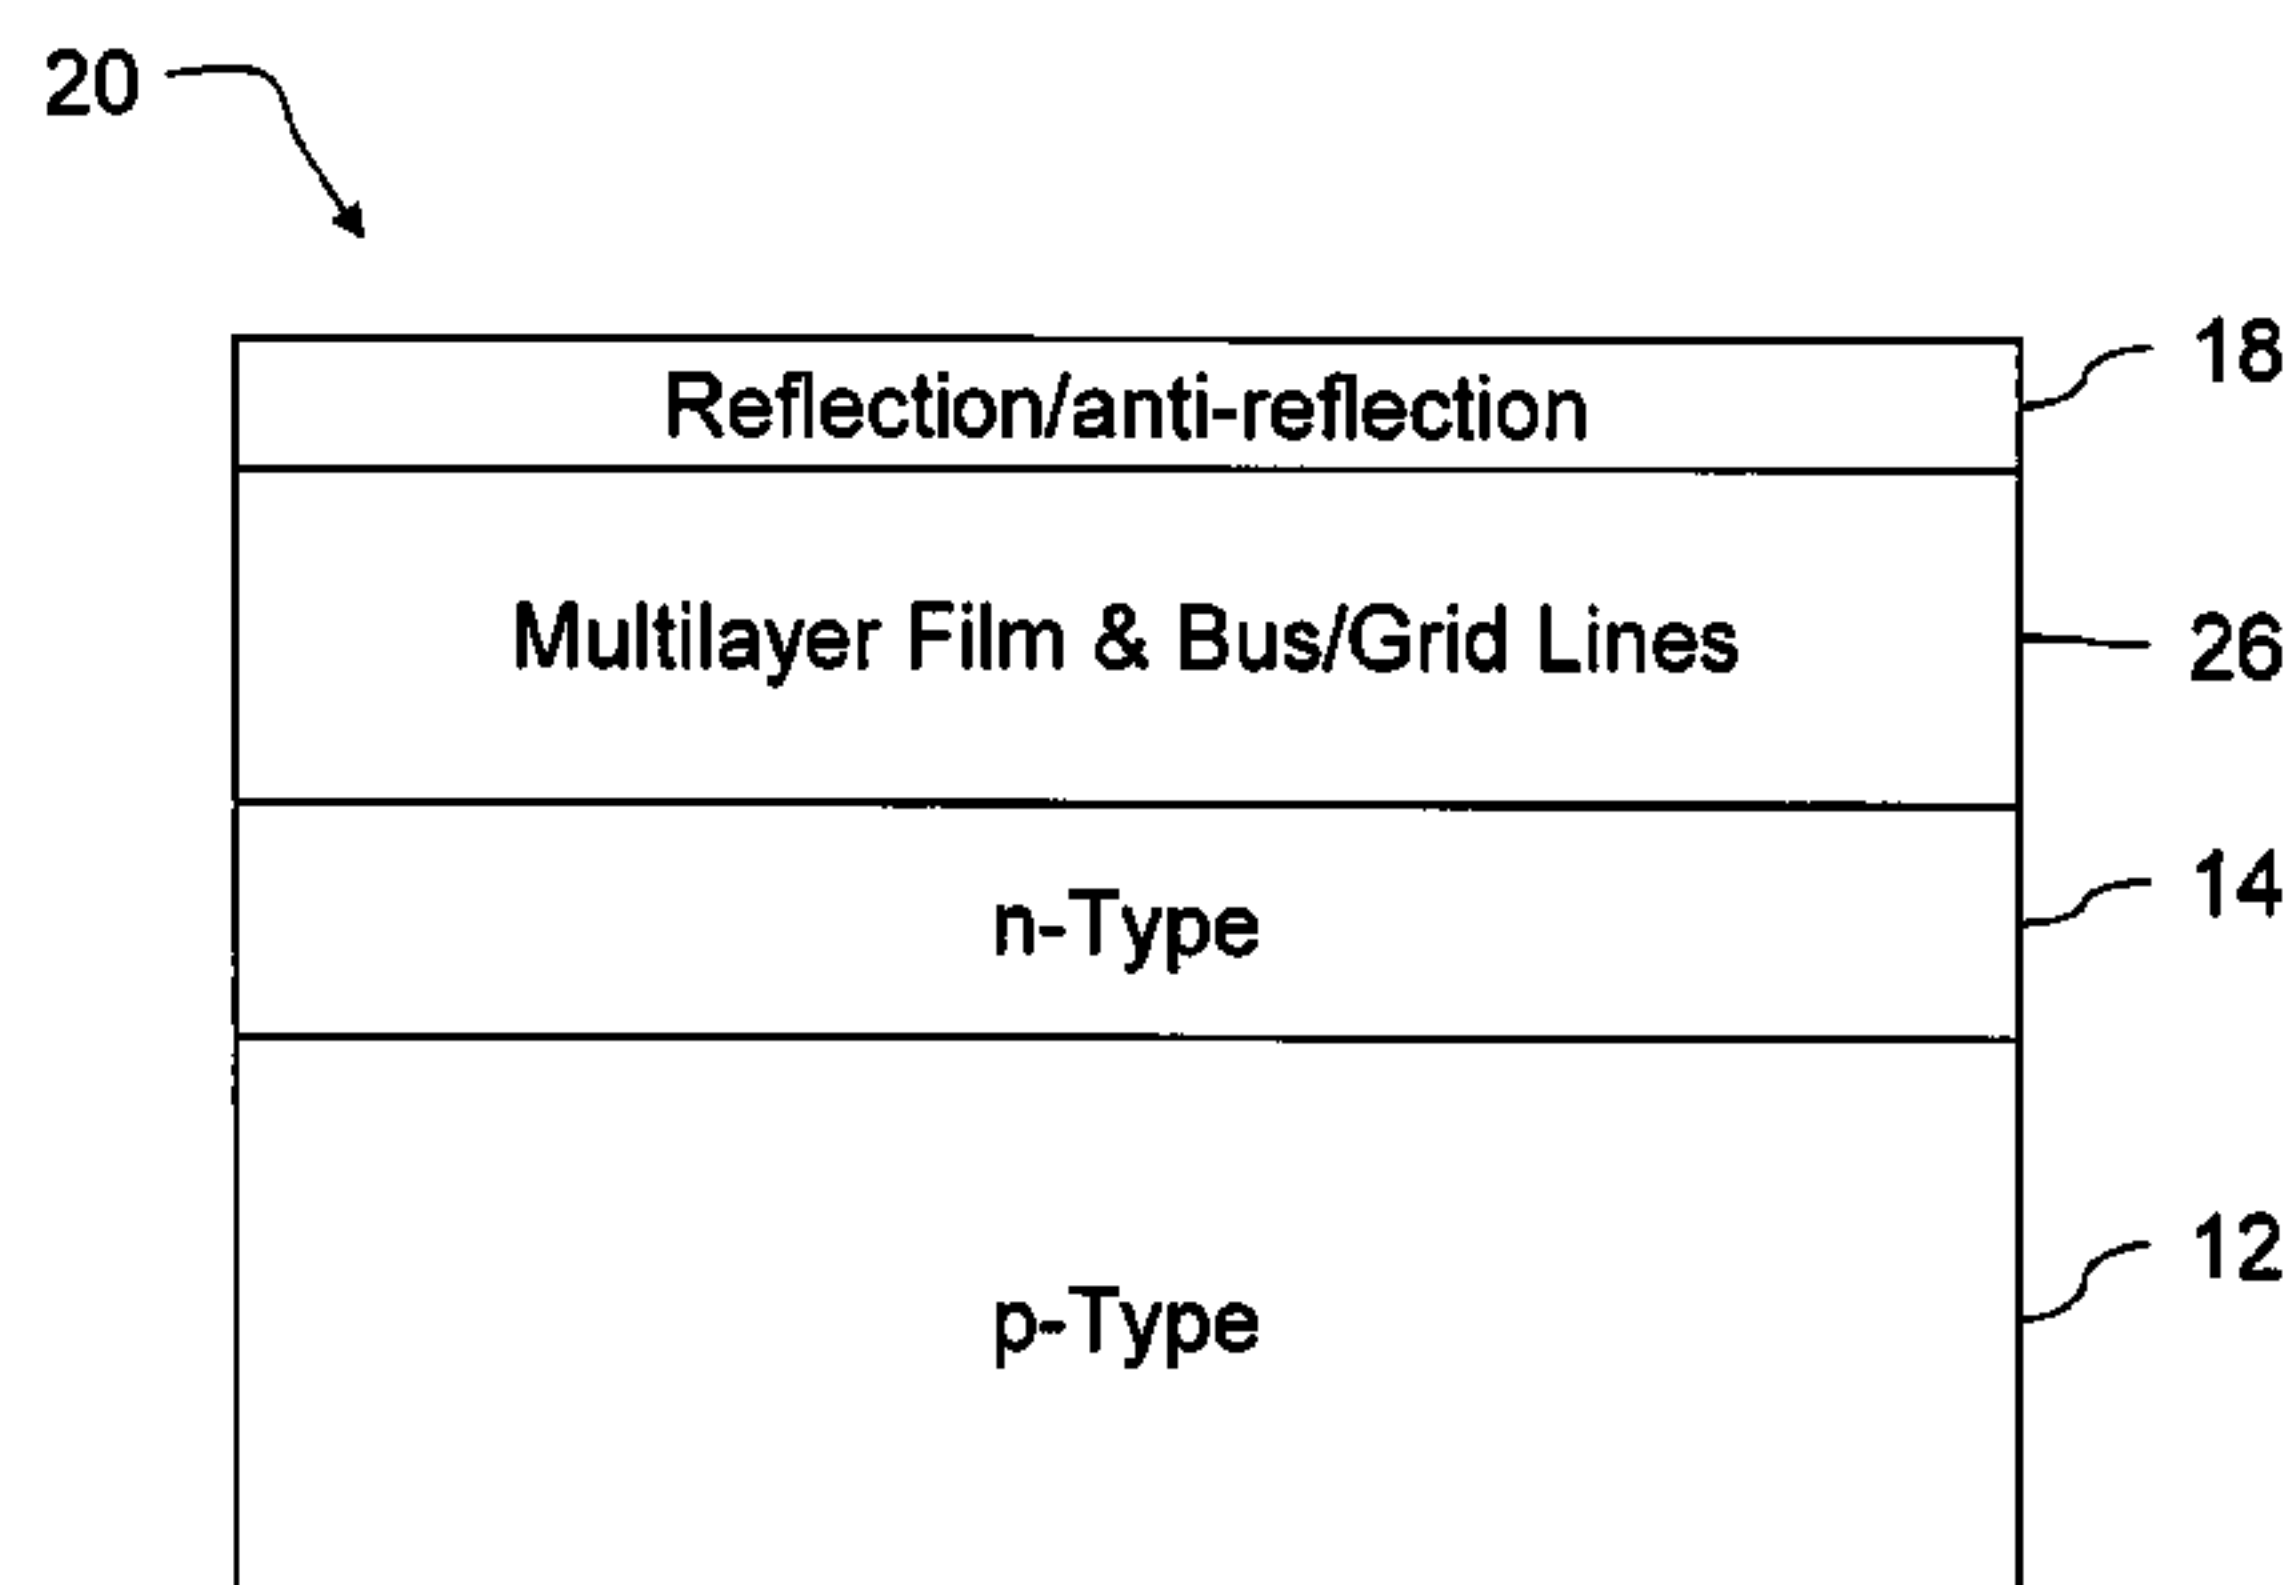 20
18
Reflection/anti-reflection
Multilayer Film & Bus/Grid Lines
26
14
n-Type
12
p-Type